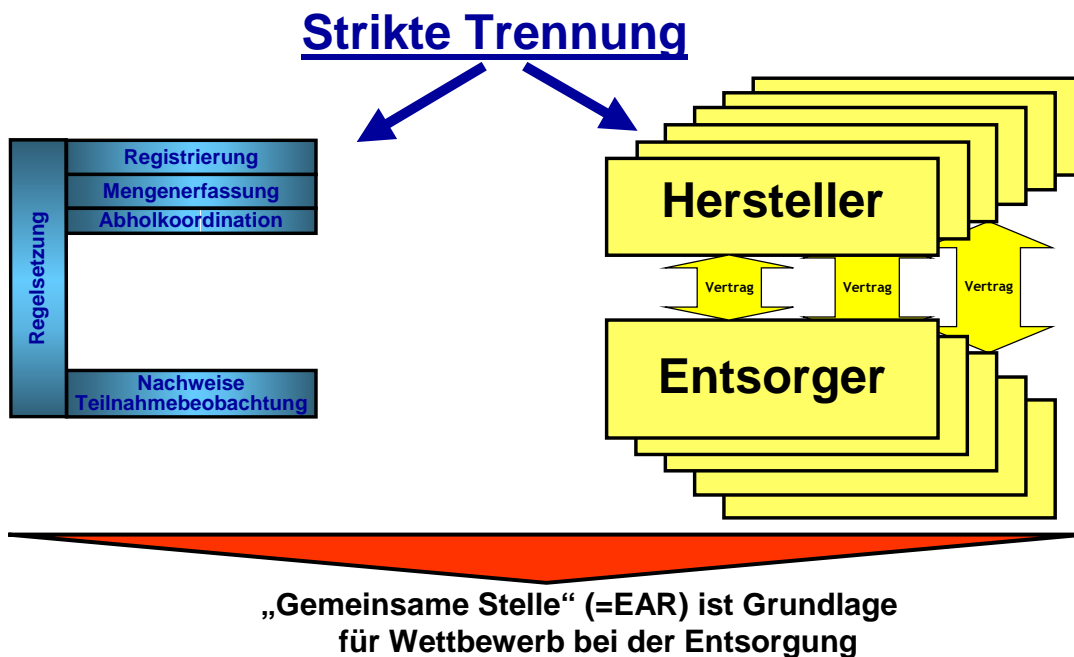 Strikte Trennung
Regelsetzung
Registrierung
Mengenerfassung
Abholkoordination
Nachweise
Teilnahmebeobachtung
Hersteller
Vertrag
Vertrag
Vertrag
Entsorger
„Gemeinsame Stelle“ (=EAR) ist Grundlage
für Wettbewerb bei der Entsorgung